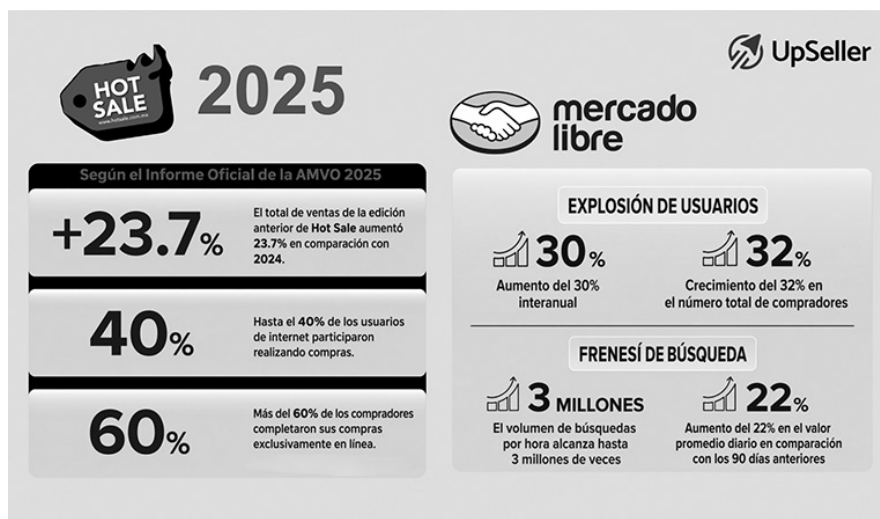 HOT
SALE
www.hotsale.com.mx
2025
UpSeller
mercado
libre
Según el Informe Oficial de la AMVO 2025
+23.7%
El total de ventas de la edición
anterior de Hot Sale aumentó
23.7% en comparación con
2024.
40%
Hasta el 40% de los usuarios
de internet participaron
realizando compras.
60%
Más del 60% de los compradores
completaron sus compras
exclusivamente en línea.
EXPLOSIÓN DE USUARIOS
30%
Aumento del 30%
interanual
32%
Crecimiento del 32% en
el número total de compradores
FRENESÍ DE BÚSQUEDA
3 MILLONES
El volumen de búsquedas
por hora alcanza hasta
3 millones de veces
22%
Aumento del 22% en el valor
promedio diario en comparación
con los 90 días anteriores